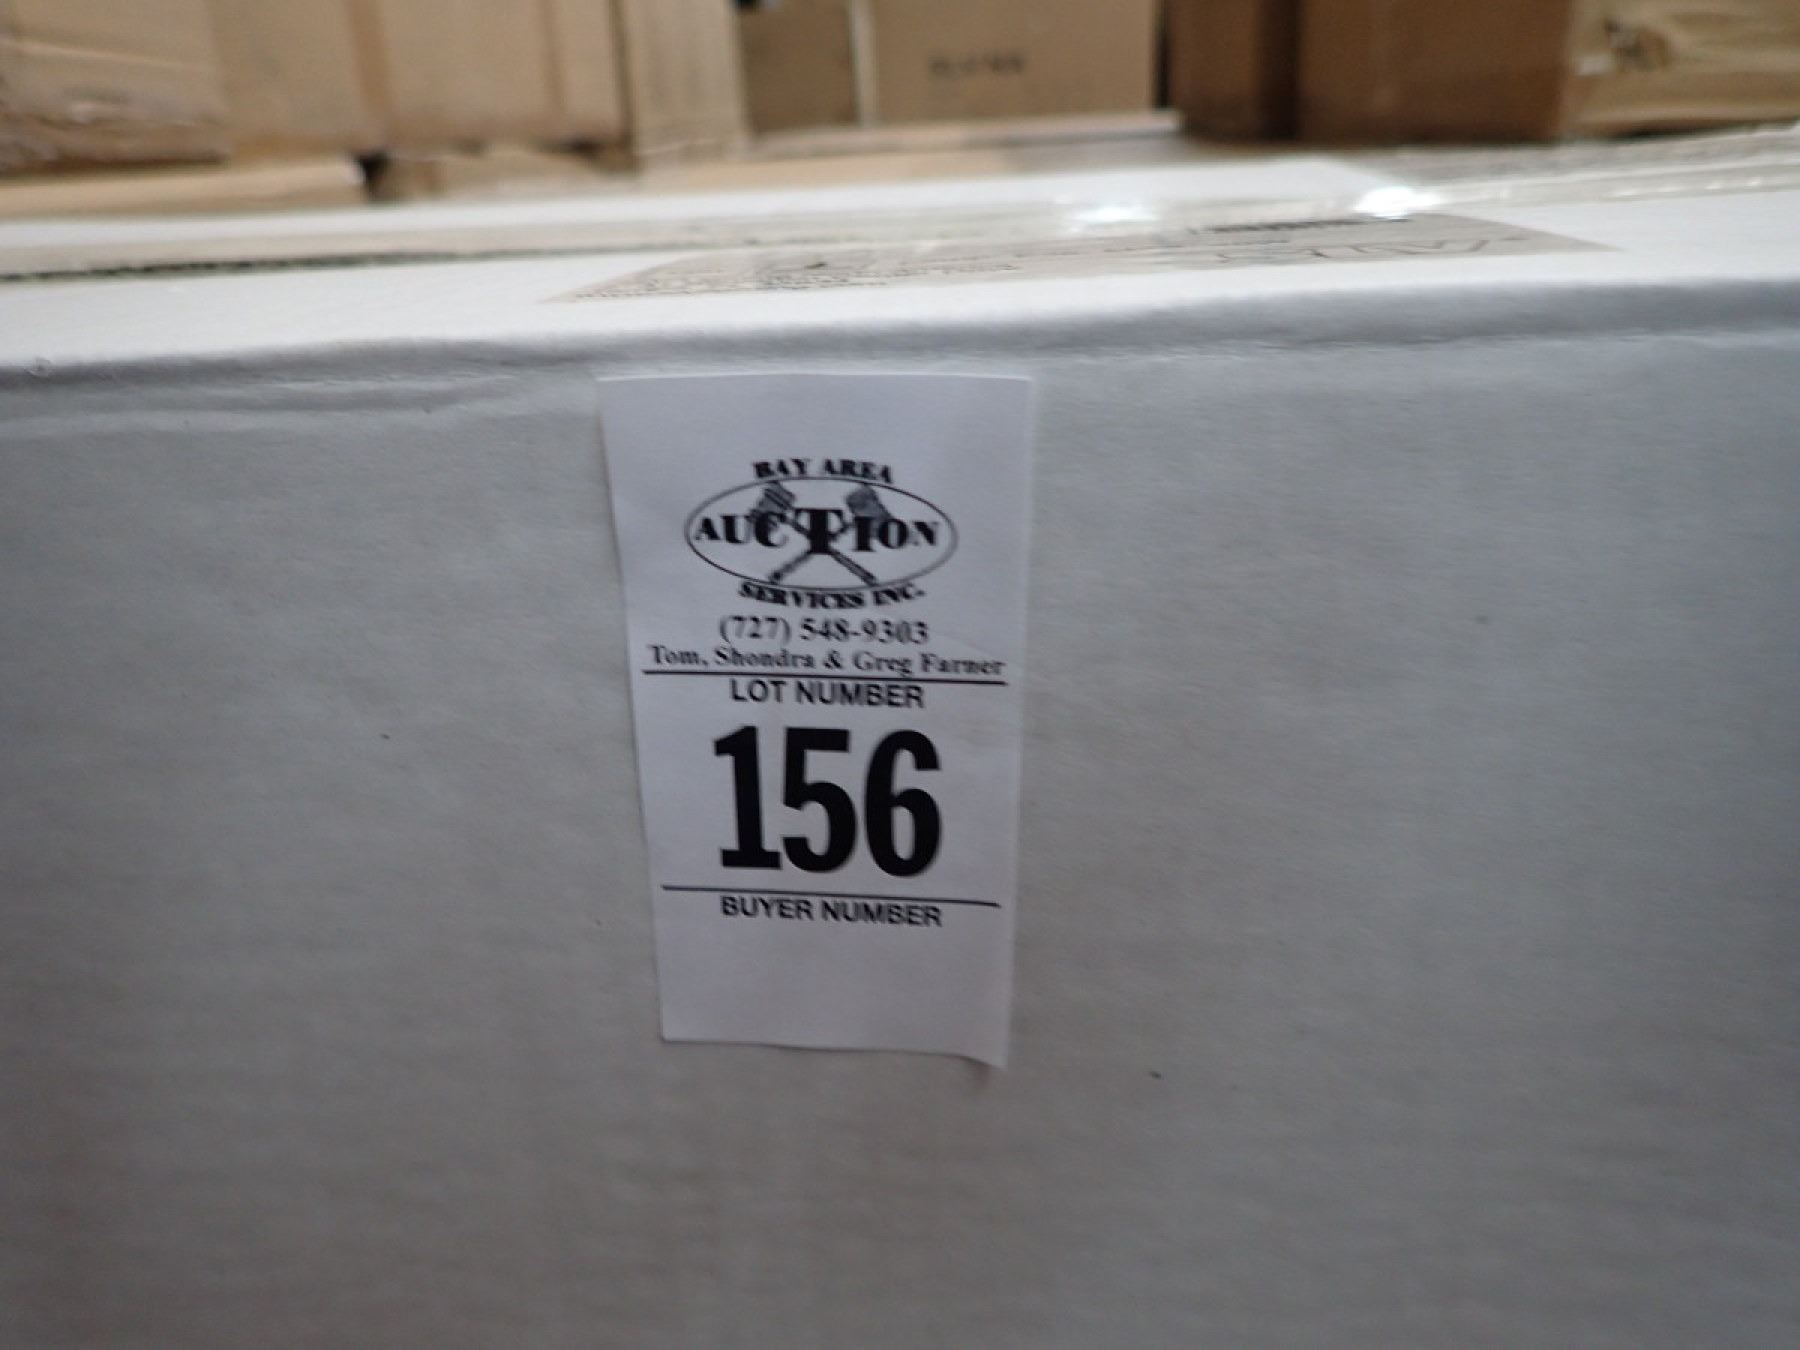 BAY AREA
AUCTION
SERVICES INC.
(727) 548-9303
Tom, Shondra & Greg Farner
LOT NUMBER
156
BUYER NUMBER